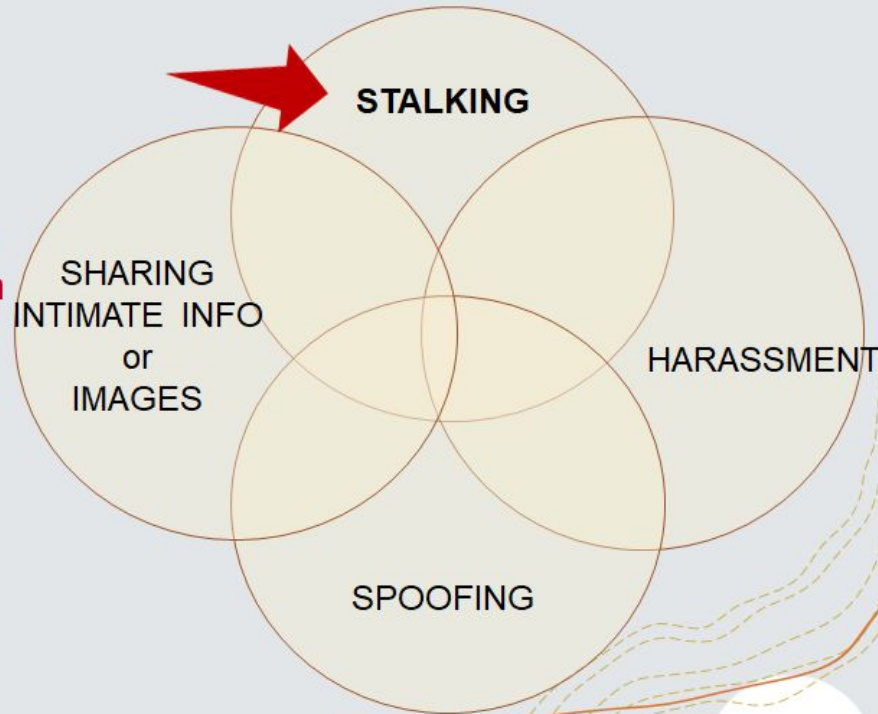 STALKING
SHARING
INTIMATE INFO
or
IMAGES
HARASSMENT
SPOOFING